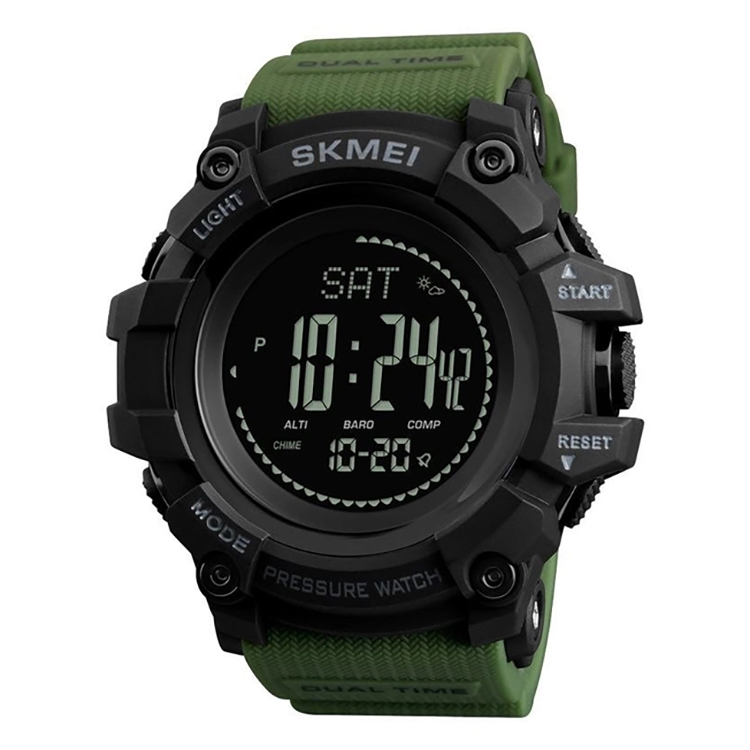 DUAL TIME
SKMEI
LIGHT
START
SAT
P
10:24 42
ALTI BARO COMP
CHIME
10-20
RESET
MODE
PRESSURE WATCH
DUAL TIME